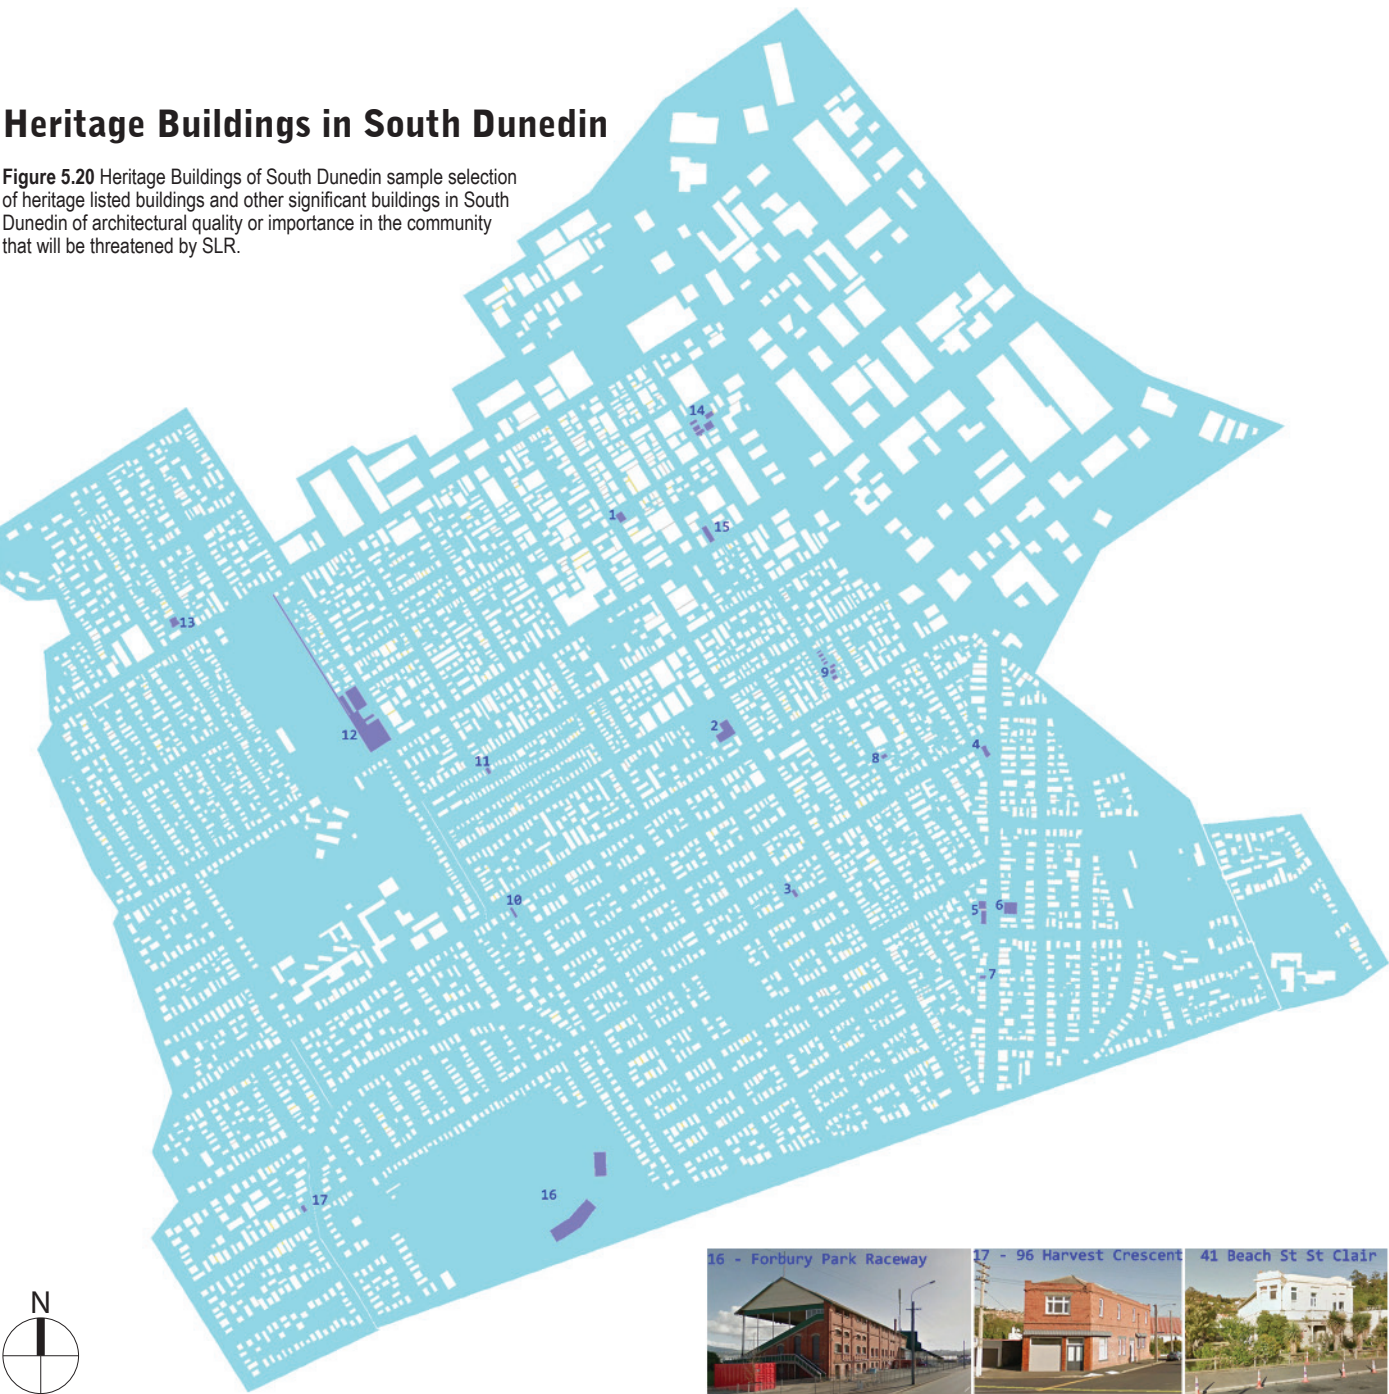 Heritage Buildings in South Dunedin
Figure 5.20 Heritage Buildings of South Dunedin sample selection
of heritage listed buildings and other significant buildings in South
Dunedin of architectural quality or importance in the community
that will be threatened by SLR.
14
1
15
13
9
2
12
4
8
11
3
10
5
6
7
16
17
16 - Forbury Park Raceway
17 - 96 Harvest Crescent
41 Beach St St Clair
N